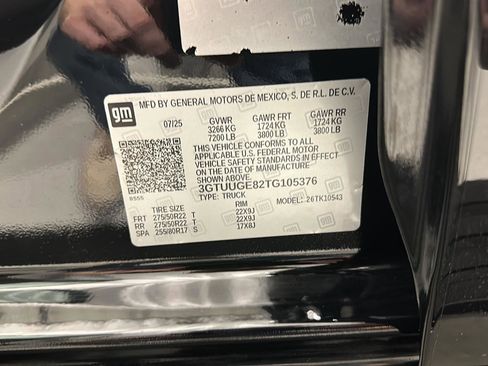 gm
MFD BY GENERAL MOTORS DE MEXICO, S. DE R.L. DE C.V.
07/25 GVWR GAWR FRT GAWR RR
3266 KG 1724 KG 1724 KG
7200 LB 3800 LB 3800 LB
THIS VEHICLE CONFORMS TO ALL
APPLICABLE U.S. FEDERAL MOTOR
VEHICLE SAFETY STANDARDS IN EFFECT
ON THE DATE OF MANUFACTURE
SHOWN ABOVE.
3GTUUGE82TG105376
TYPE: TRUCK MODEL: 26TK10543
TIRE SIZE RIM
FRT 275/50R22 T 22X9J
RR 275/50R22 T 22X9J
SPA 255/80R17 S 17X8J